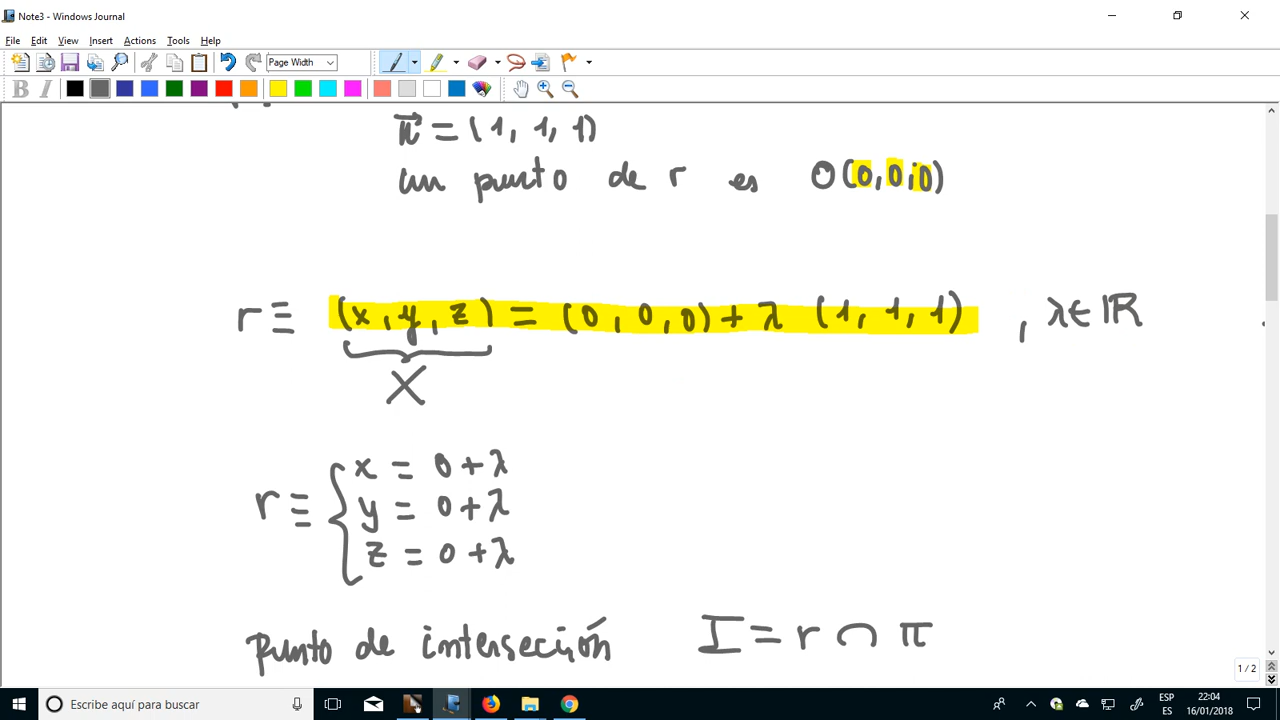 Note3 - Windows Journal
File Edit View Insert Actions Tools Help
Page Width
B I
π⃗ = (1, 1, 1)
un punto de r es O(0,0,0)
r ≡ (x, y, z) = (0, 0, 0) + λ (1, 1, 1) , λ∈ℝ
X
r ≡ { x = 0 + λ
y = 0 + λ
z = 0 + λ
punto de interseción I = r ∩ π
1 / 2
Escribe aquí para buscar
ESP 22:04
ES 16/01/2018